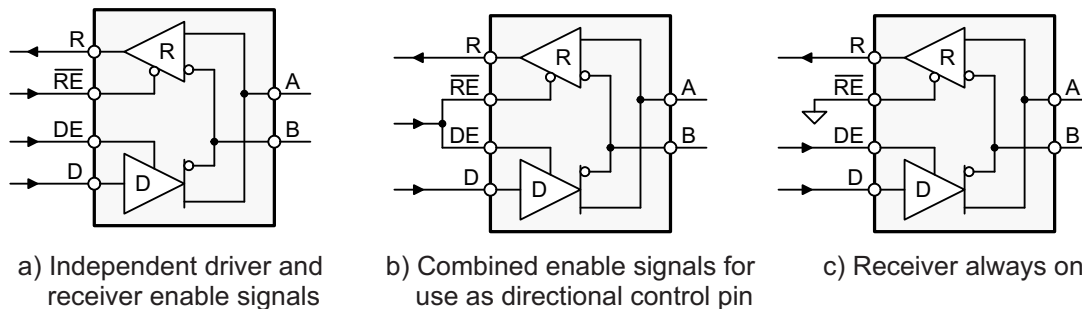 R
R
RE
A
DE
B
D
D
a) Independent driver and
receiver enable signals
R
R
RE
A
DE
B
D
D
b) Combined enable signals for
use as directional control pin
R
R
RE
A
DE
B
D
D
c) Receiver always on